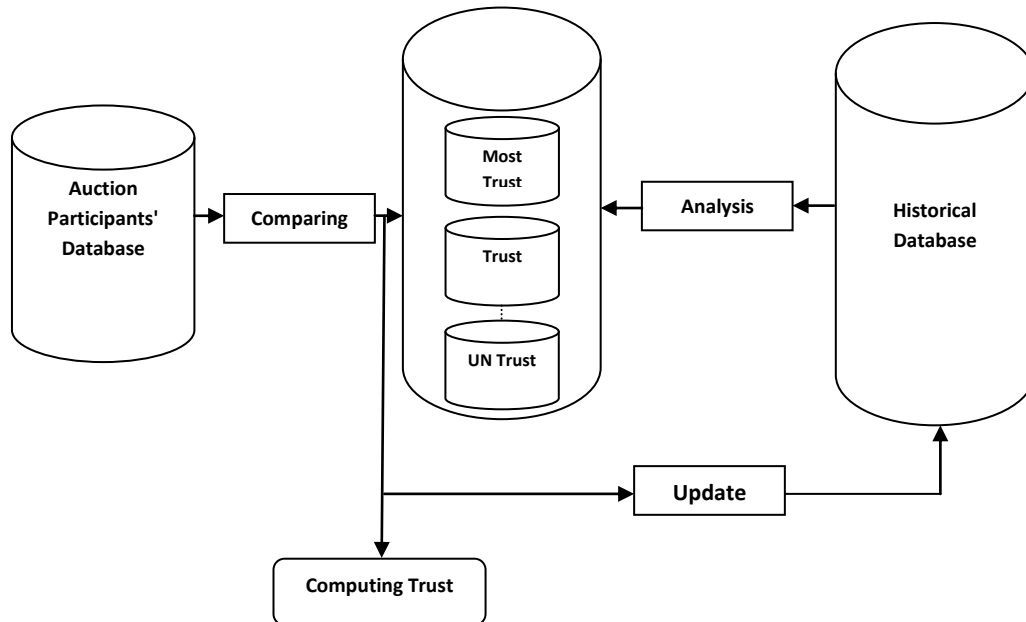 Auction
Participants'
Database
Comparing
Most
Trust
Trust
UN Trust
Analysis
Historical
Database
Update
Computing Trust